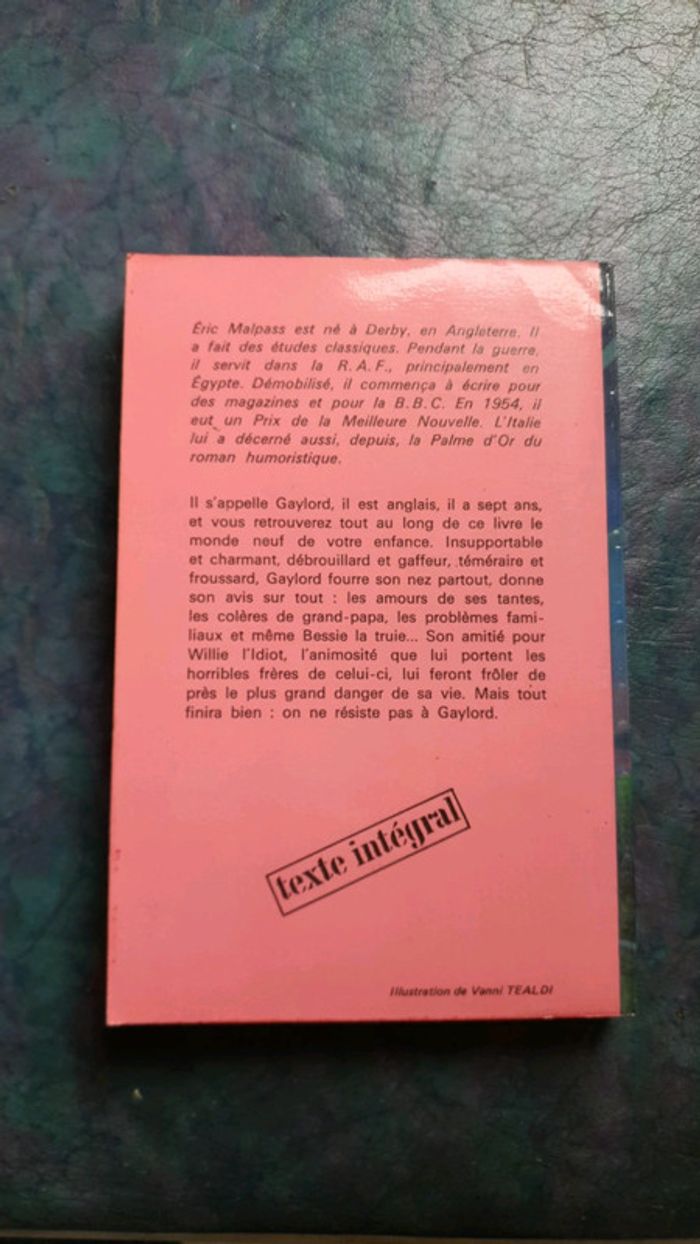 Éric Malpass est né à Derby, en Angleterre. Il
a fait des études classiques. Pendant la guerre,
il servit dans la R.A.F., principalement en
Égypte. Démobilisé, il commença à écrire pour
des magazines et pour la B.B.C. En 1954, il
eut un Prix de la Meilleure Nouvelle. L'Italie
lui a décerné aussi, depuis, la Palme d'Or du
roman humoristique.
Il s'appelle Gaylord, il est anglais, il a sept ans,
et vous retrouverez tout au long de ce livre le
monde neuf de votre enfance. Insupportable
et charmant, débrouillard et gaffeur, téméraire et
froussard, Gaylord fourre son nez partout, donne
son avis sur tout : les amours de ses tantes,
les colères de grand-papa, les problèmes fami-
liaux et même Bessie la truie... Son amitié pour
Willie l'Idiot, l'animosité que lui portent les
horribles frères de celui-ci, lui feront frôler de
près le plus grand danger de sa vie. Mais tout
finira bien : on ne résiste pas à Gaylord.
texte intégral
Illustration de Vanni TEALDI